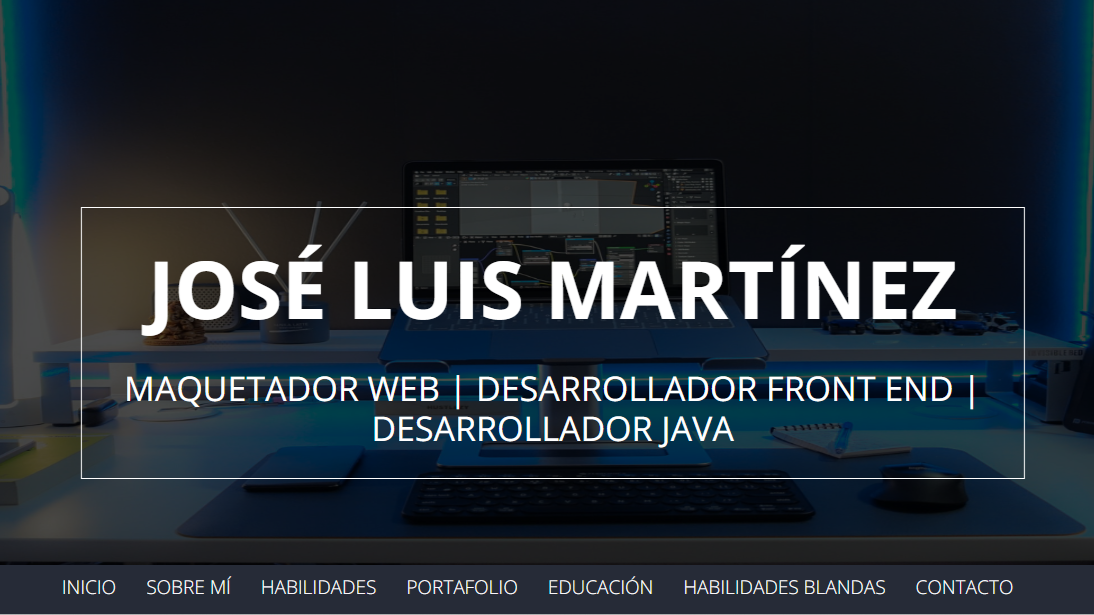 JOSÉ LUIS MARTÍNEZ
MAQUETADOR WEB | DESARROLLADOR FRONT END |
DESARROLLADOR JAVA
INICIO SOBRE MÍ HABILIDADES PORTAFOLIO EDUCACIÓN HABILIDADES BLANDAS CONTACTO